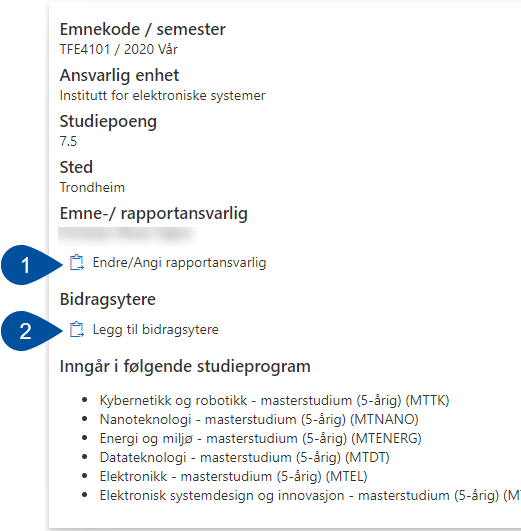 Emnekode / semester
TFE4101 / 2020 Vår
Ansvarlig enhet
Institutt for elektroniske systemer
Studiepoeng
7.5
Sted
Trondheim
Emne-/ rapportansvarlig
1 Endre/Angi rapportansvarlig
Bidragsytere
2 Legg til bidragsytere
Inngår i følgende studieprogram
• Kybernetikk og robotikk - masterstudium (5-årig) (MTTK)
• Nanoteknologi - masterstudium (5-årig) (MTNANO)
• Energi og miljø - masterstudium (5-årig) (MTENERG)
• Datateknologi - masterstudium (5-årig) (MTDT)
• Elektronikk - masterstudium (5-årig) (MTEL)
• Elektronisk systemdesign og innovasjon - masterstudium (5-årig)